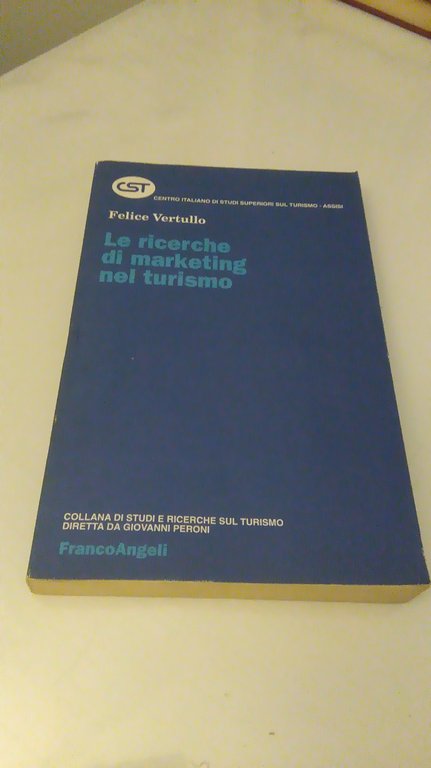 CST
CENTRO ITALIANO DI STUDI SUPERIORI SUL TURISMO - ASSISI
Felice Vertullo
Le ricerche
di marketing
nel turismo
COLLANA DI STUDI E RICERCHE SUL TURISMO
DIRETTA DA GIOVANNI PERONI
FrancoAngeli